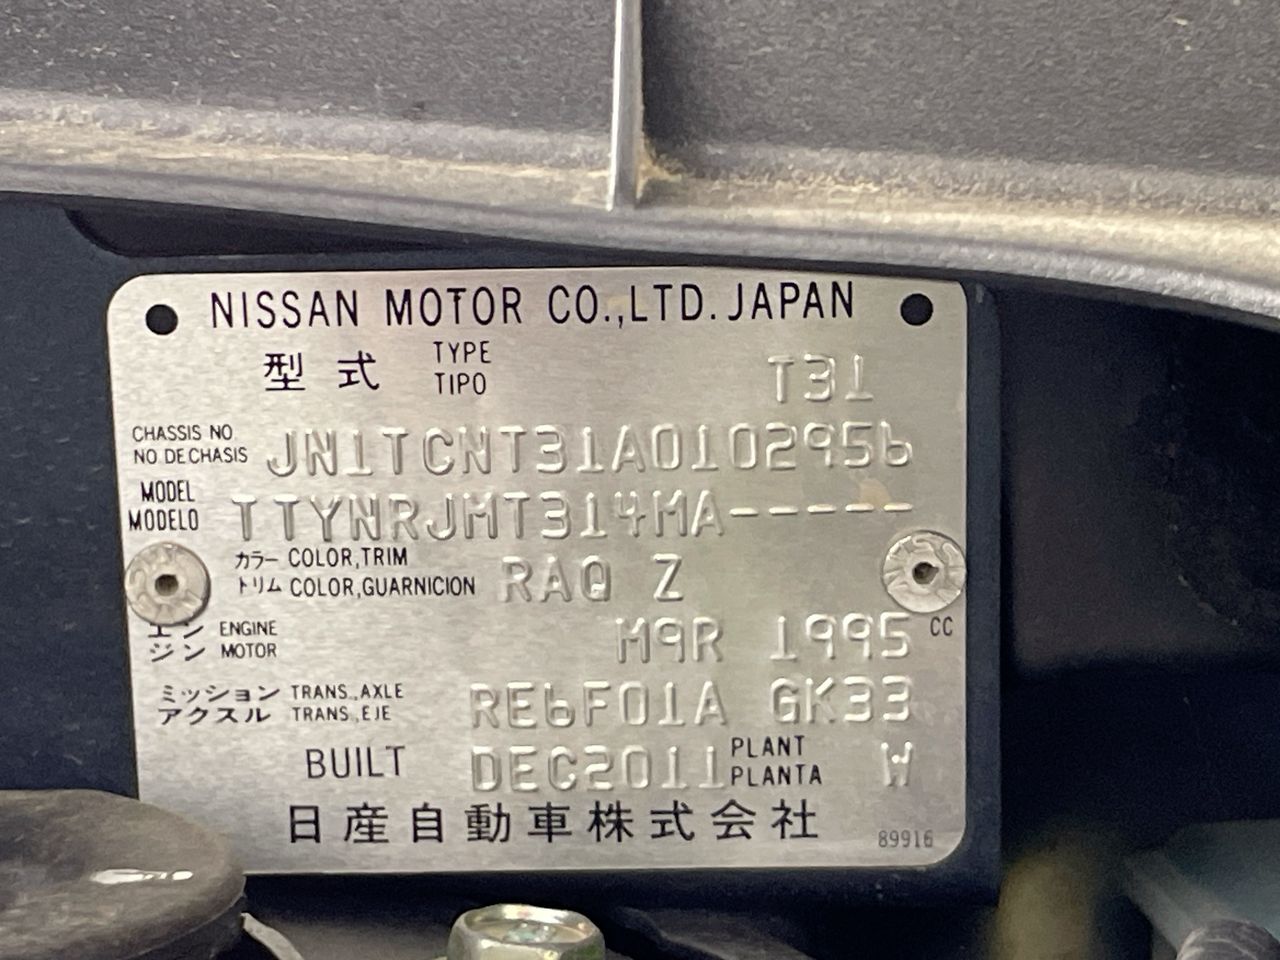 NISSAN MOTOR CO.,LTD. JAPAN
型式 TYPE TIPO T31
CHASSIS NO. NO. DE CHASIS JN1TCNT31A0102956
MODEL MODELO TTYNRJMT314MA-----
カラー COLOR,TRIM
トリム COLOR,GUARNICION RAQ Z
エンジン ENGINE MOTOR M9R 1995 CC
ミッション TRANS.,AXLE
アクスル TRANS.,EJE RE6F01A GK33
BUILT DEC2011 PLANT PLANTA W
日産自動車株式会社
89916